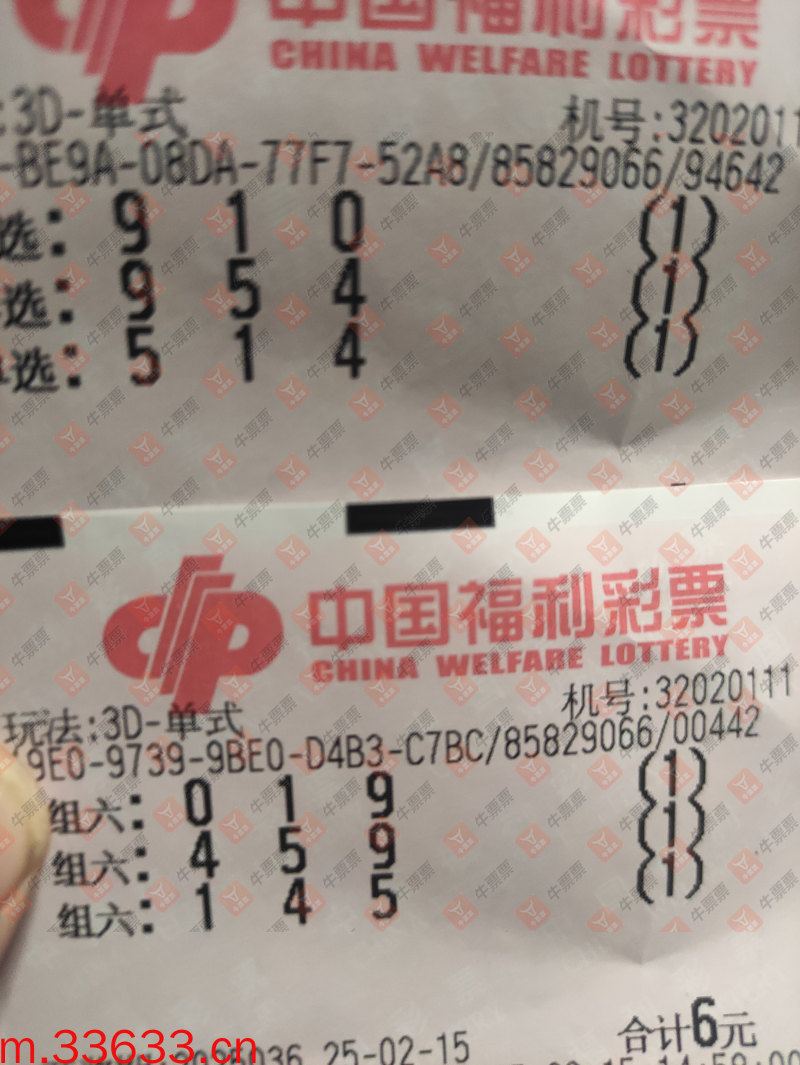 中国福利彩票
CHINA WELFARE LOTTERY
:3D-单式 机号:32020111
-BE9A-08DA-77F7-52A8/85829066/94642
选: 9 1 0 (1)
选: 9 5 4 (1)
选: 5 1 4 (1)
中国福利彩票
CHINA WELFARE LOTTERY
玩法:3D-单式 机号:32020111
9E0-9739-9BE0-D4B3-C7BC/85829066/00442
组六: 0 1 9 (1)
组六: 4 5 9 (1)
组六: 1 4 5 (1)
合计6元
25-02-15
m.33633.cn
牛票票